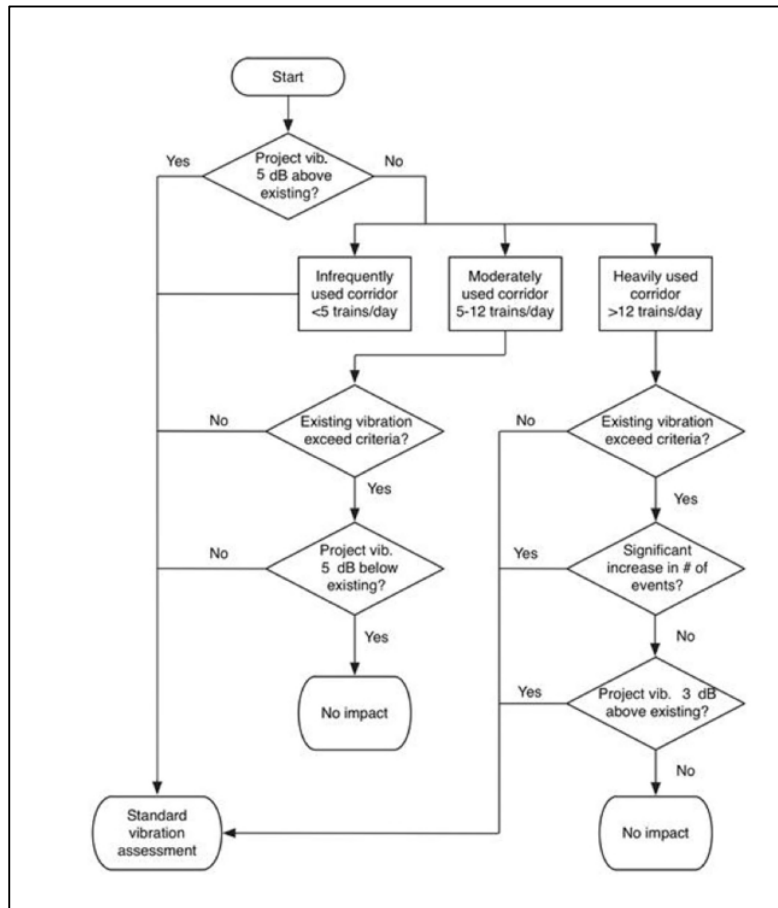 Start
Yes
Project vib.
5 dB above
existing?
No
Infrequently
used corridor
<5 trains/day
Moderately
used corridor
5-12 trains/day
Heavily used
corridor
>12 trains/day
No
Existing vibration
exceed criteria?
No
Existing vibration
exceed criteria?
Yes
Yes
No
Project vib.
5 dB below
existing?
Yes
Significant
increase in # of
events?
Yes
No
No impact
Yes
Project vib. 3 dB
above existing?
No
Standard
vibration
assessment
No impact